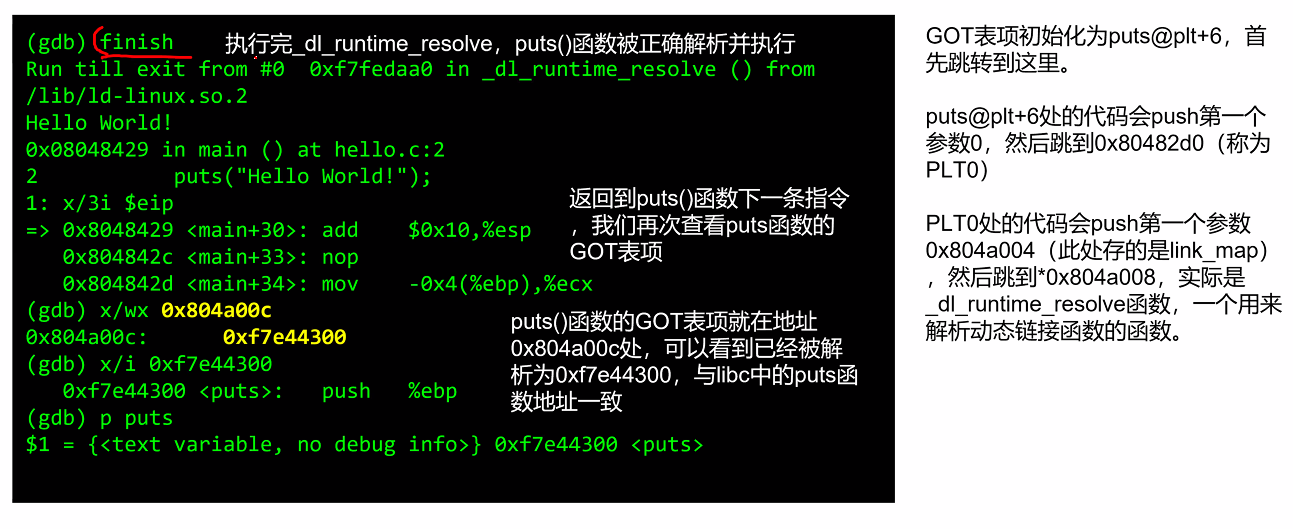 (gdb) finish 执行完_dl_runtime_resolve，puts()函数被正确解析并执行
Run till exit from #0  0xf7fedaa0 in _dl_runtime_resolve () from
/lib/ld-linux.so.2
Hello World!
0x08048429 in main () at hello.c:2
2          puts("Hello World!");
1: x/3i $eip
=> 0x8048429 <main+30>: add    $0x10,%esp
   0x804842c <main+33>: nop
   0x804842d <main+34>: mov    -0x4(%ebp),%ecx
(gdb) x/wx 0x804a00c
0x804a00c:      0xf7e44300
(gdb) x/i 0xf7e44300
   0xf7e44300 <puts>:   push   %ebp
(gdb) p puts
$1 = {<text variable, no debug info>} 0xf7e44300 <puts>
返回到puts()函数下一条指令
，我们再次查看puts函数的
GOT表项
puts()函数的GOT表项就在地址
0x804a00c处，可以看到已经被解
析为0xf7e44300，与libc中的puts函
数地址一致
GOT表项初始化为puts@plt+6，首
先跳转到这里。
puts@plt+6处的代码会push第一个
参数0，然后跳到0x80482d0（称为
PLT0）
PLT0处的代码会push第一个参数
0x804a004（此处存的是link_map）
，然后跳到*0x804a008，实际是
_dl_runtime_resolve函数，一个用来
解析动态链接函数的函数。